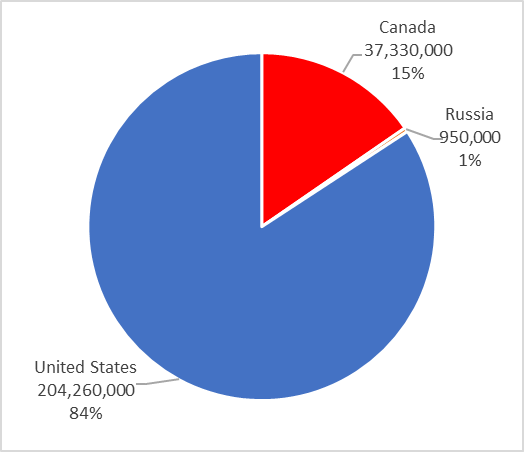 Canada
37,330,000
15%
Russia
950,000
1%
United States
204,260,000
84%